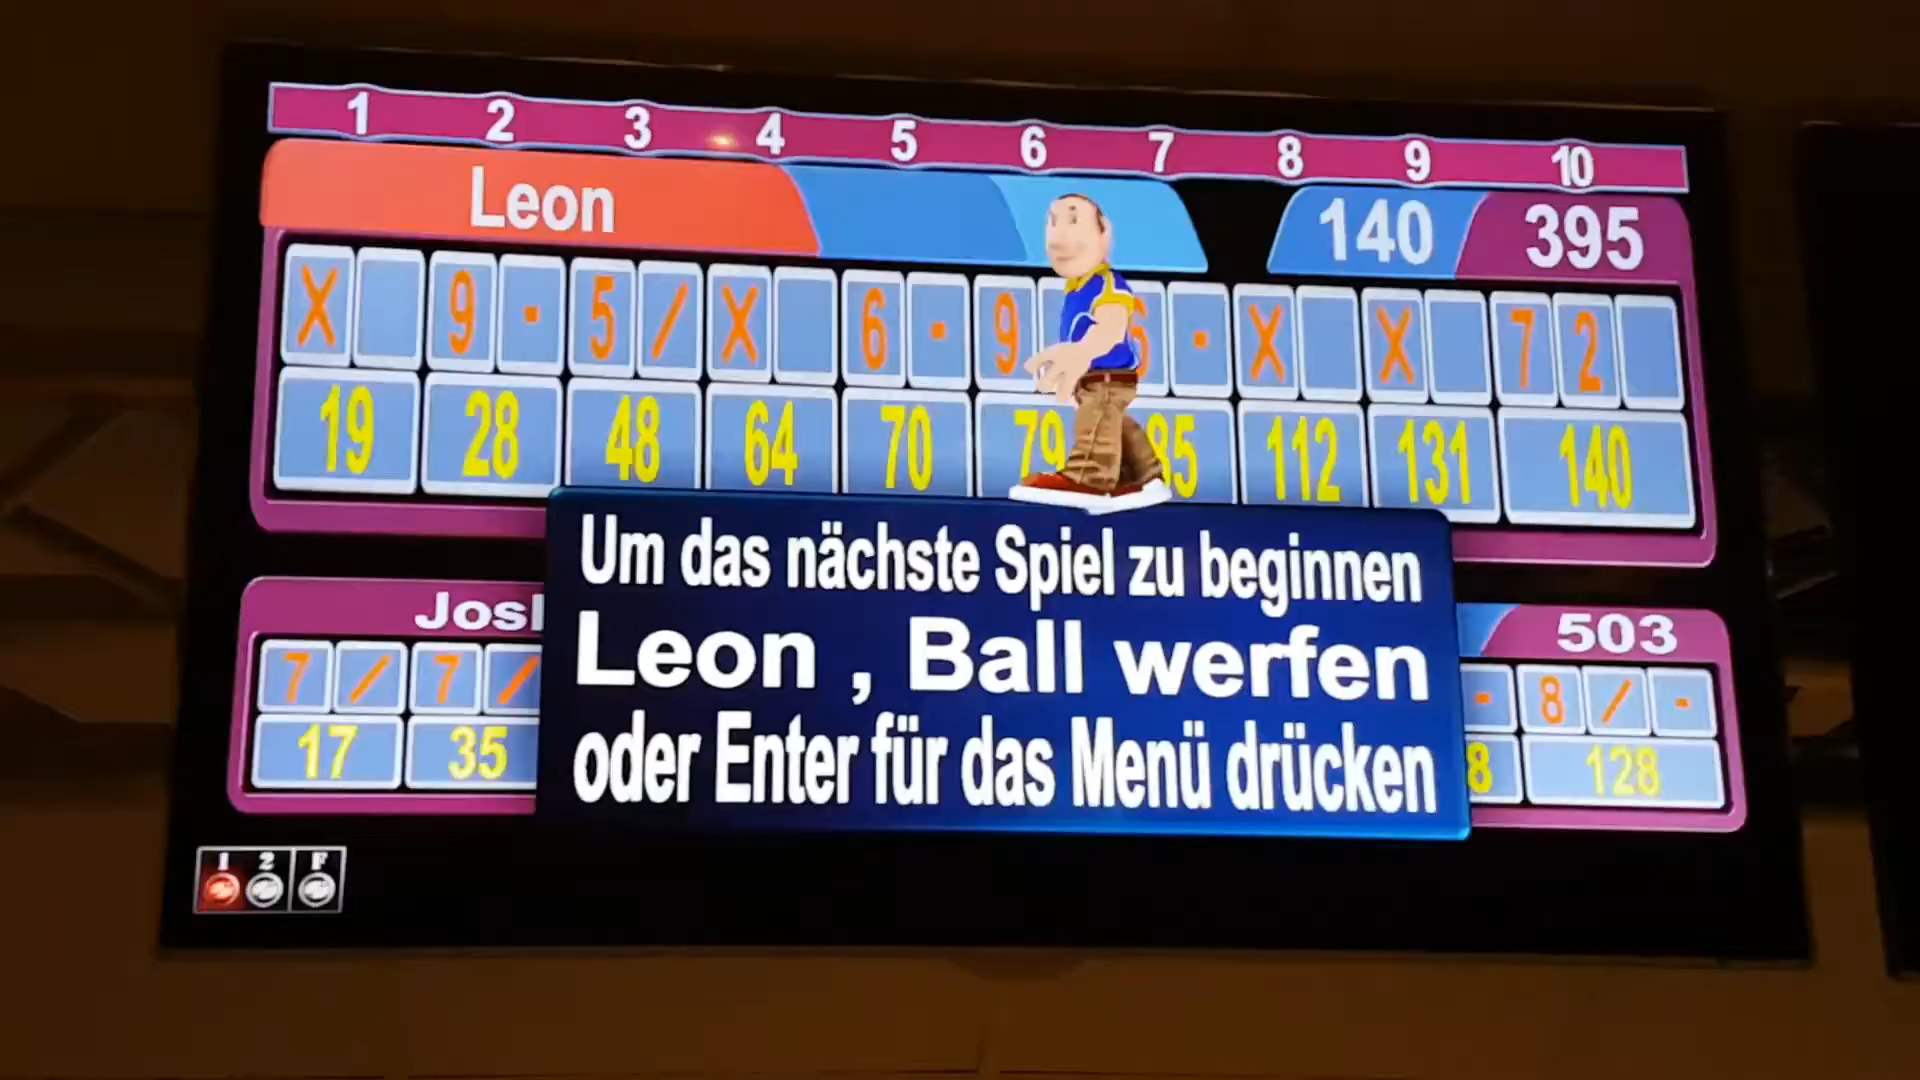 1 2 3 4 5 6 7 8 9 10
Leon 140 395
X 9 - 5 / X 6 - 9 6 - X X 7 2
19 28 48 64 70 79 85 112 131 140
Um das nächste Spiel zu beginnen
Leon , Ball werfen
oder Enter für das Menü drücken
503
7 / 7 / - 8 / -
17 35 8 128
1 2 F